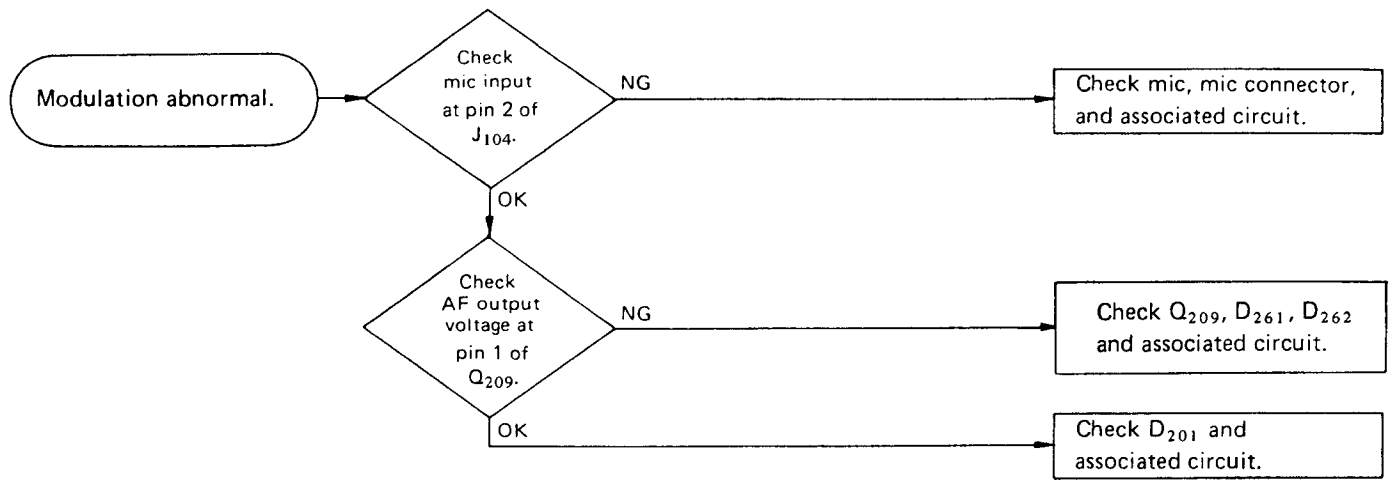 Modulation abnormal.
Check
mic input
at pin 2 of
J₁₀₄.
NG
Check mic, mic connector,
and associated circuit.
OK
Check
AF output
voltage at
pin 1 of
Q₂₀₉.
NG
Check Q₂₀₉, D₂₆₁, D₂₆₂
and associated circuit.
OK
Check D₂₀₁ and
associated circuit.